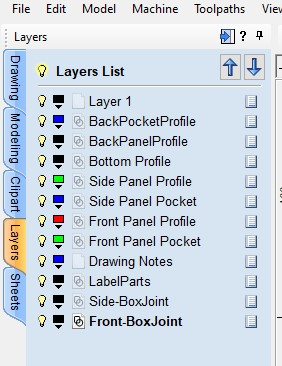 File Edit Model Machine Toolpaths
Layers ?
Layers List
Layer 1
BackPocketProfile
BackPanelProfile
Bottom Profile
Side Panel Profile
Side Panel Pocket
Front Panel Profile
Front Panel Pocket
Drawing Notes
LabelParts
Side-BoxJoint
Front-BoxJoint
Drawing
Modeling
Clipart
Layers
Sheets